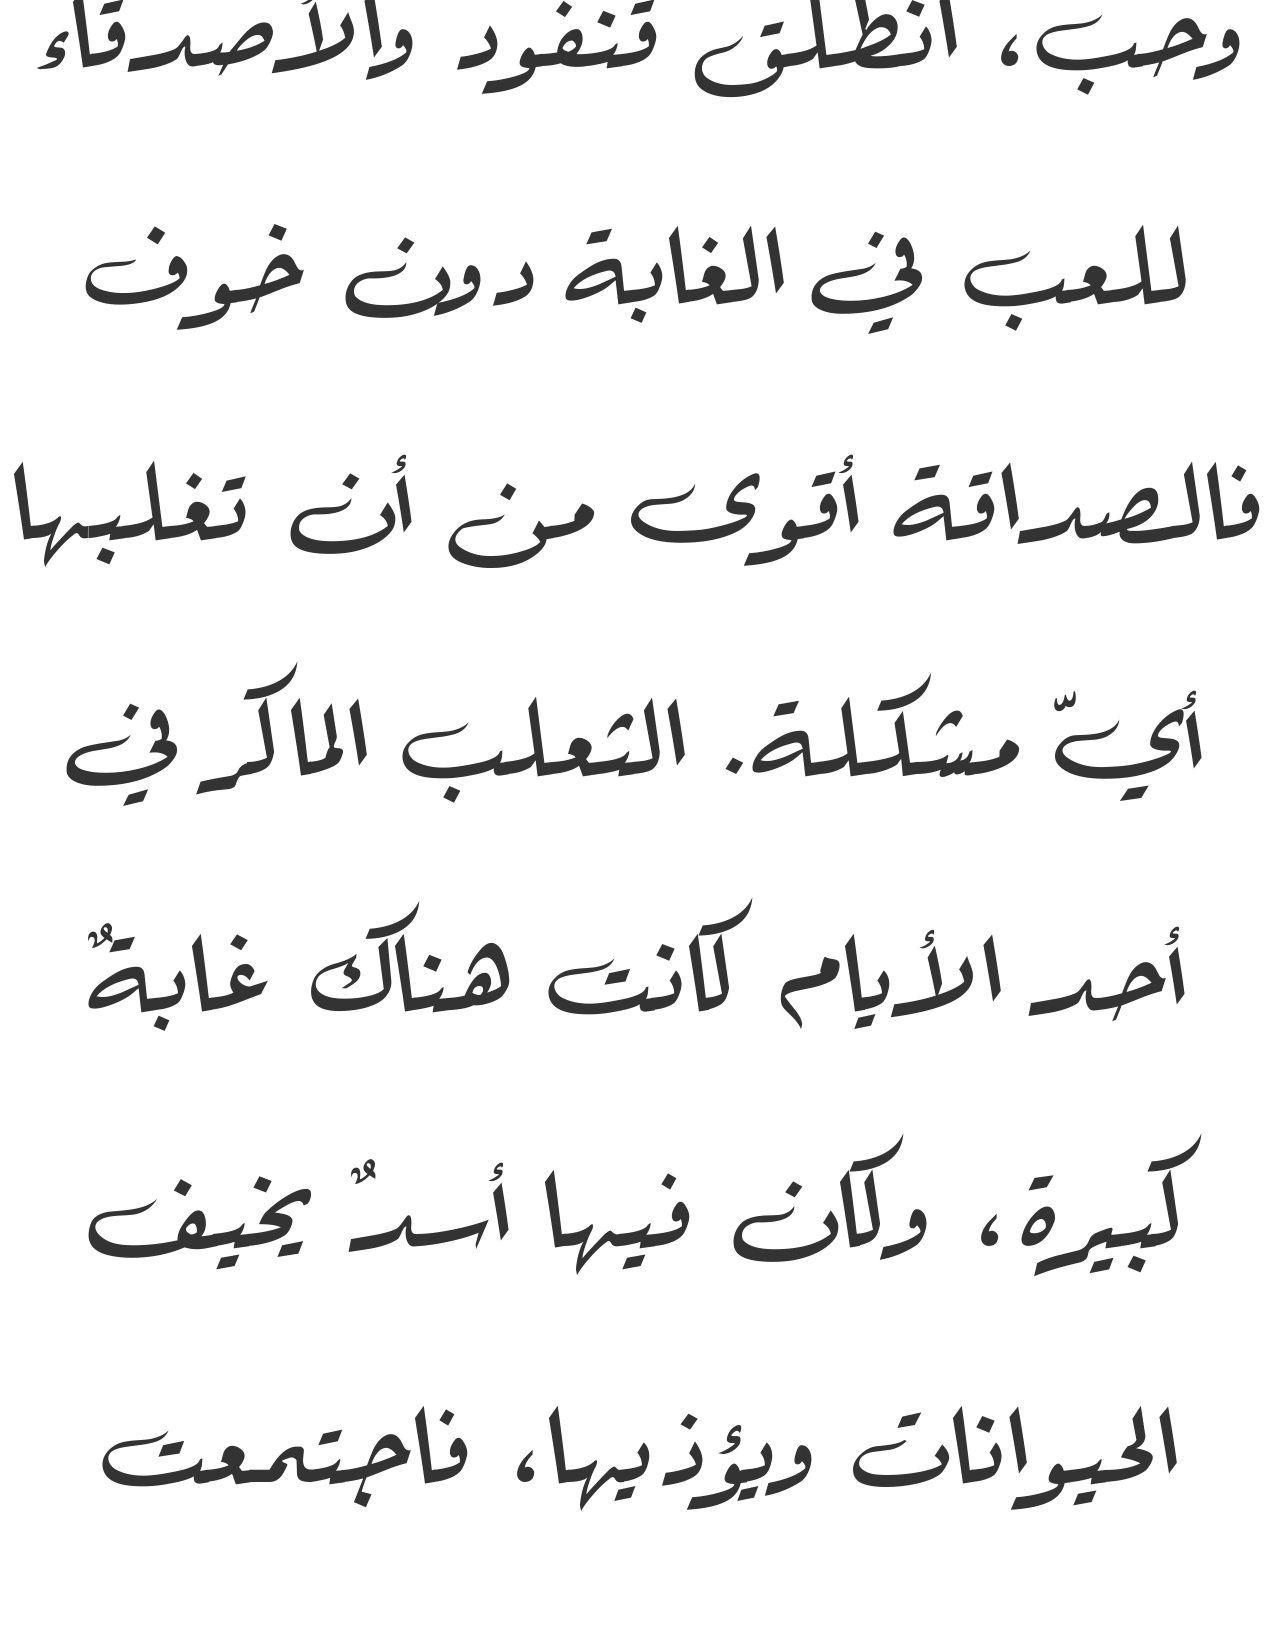 وحب، انطلق قنفود والأصدقاء
للعب في الغابة دون خوف
فالصداقة أقوى من أن تغلبها
أيّ مشكلة. الثعلب الماكر في
أحد الأيام كانت هناك غابةٌ
كبيرة، وكان فيها أسدٌ يخيف
الحيوانات ويؤذيها، فاجتمعت